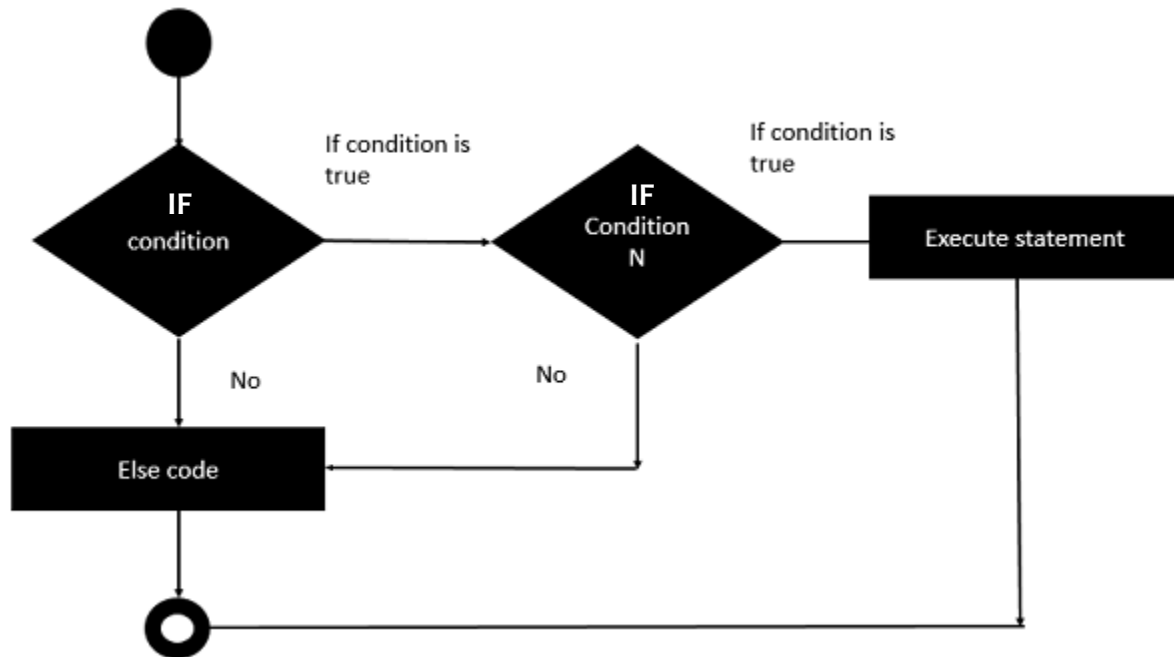 If condition is
true
If condition is
true
IF
condition
IF
Condition
N
Execute statement
No
No
Else code